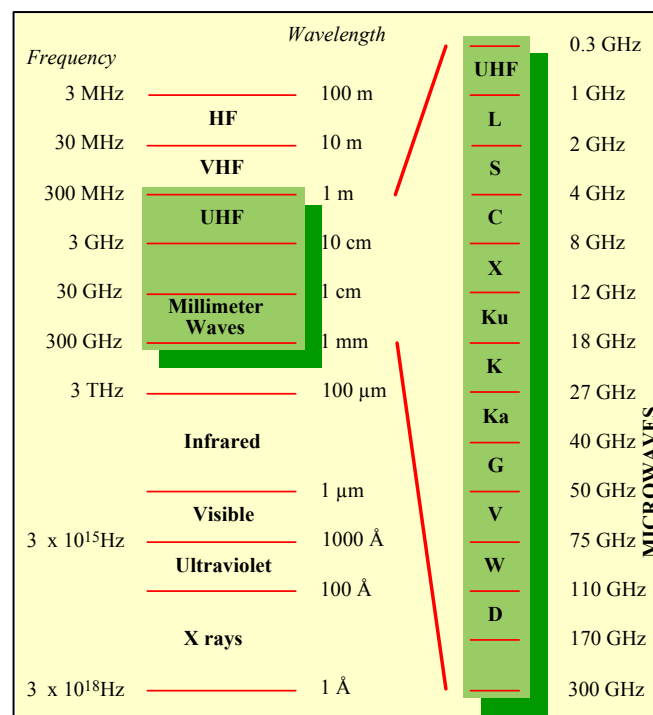 Wavelength
Frequency
3 MHz 100 m
HF
30 MHz 10 m
VHF
300 MHz 1 m
UHF
3 GHz 10 cm
30 GHz 1 cm
Millimeter
Waves
300 GHz 1 mm
3 THz 100 µm
Infrared
1 µm
Visible
3 x 10¹⁵Hz 1000 Å
Ultraviolet
100 Å
X rays
3 x 10¹⁸Hz 1 Å
0.3 GHz
UHF
1 GHz
L
2 GHz
S
4 GHz
C
8 GHz
X
12 GHz
Ku
18 GHz
K
27 GHz
Ka
40 GHz
G
50 GHz
V
75 GHz
W
110 GHz
D
170 GHz
300 GHz
MICROWAVES